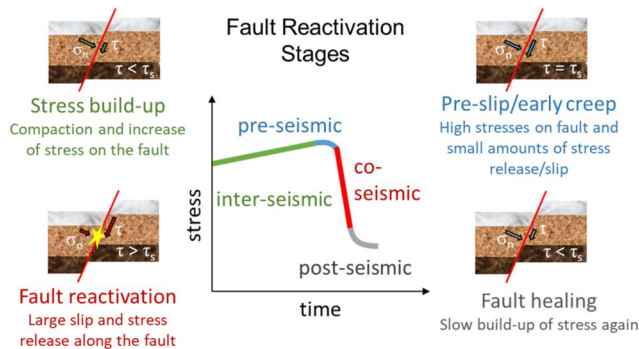 Fault Reactivation
Stages
σn τ
τ < τs
Stress build-up
Compaction and increase
of stress on the fault
σn τ
τ = τs
Pre-slip/early creep
High stresses on fault and
small amounts of stress
release/slip
pre-seismic
co-
seismic
inter-seismic
post-seismic
stress
time
σn τ
τ > τs
Fault reactivation
Large slip and stress
release along the fault
σn τ
τ < τs
Fault healing
Slow build-up of stress again